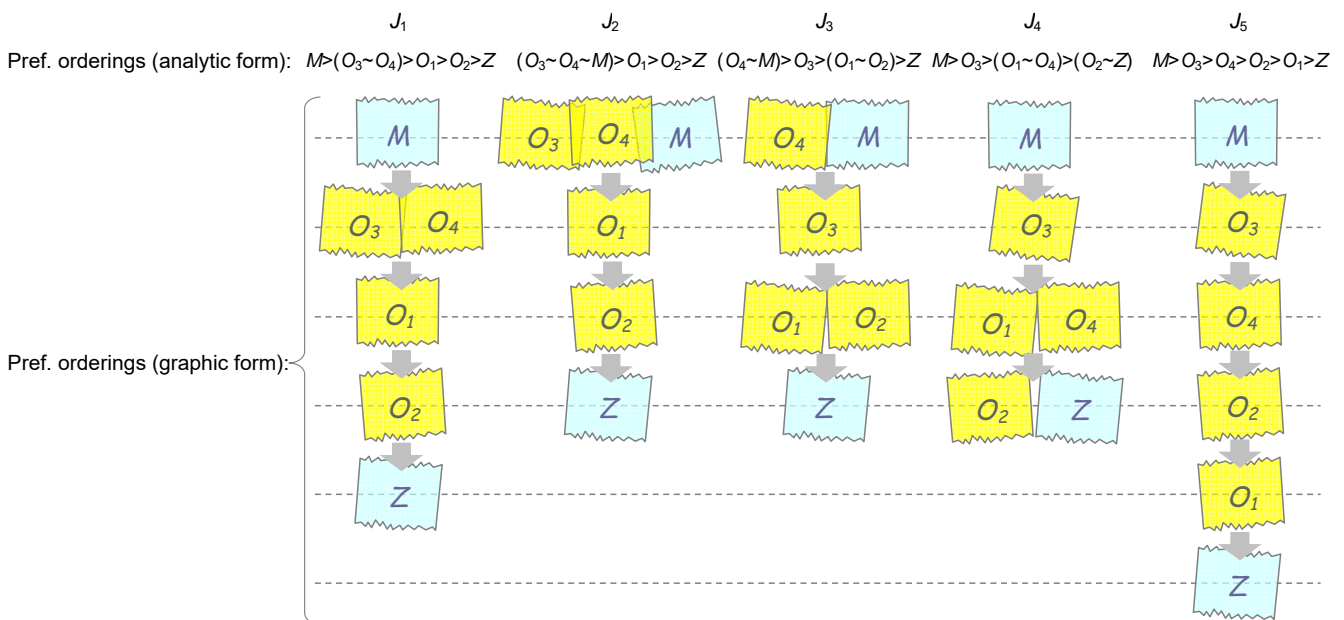 J1 J2 J3 J4 J5
Pref. orderings (analytic form): M>(O3~O4)>O1>O2>Z (O3~O4~M)>O1>O2>Z (O4~M)>O3>(O1~O2)>Z M>O3>(O1~O4)>(O2~Z) M>O3>O4>O2>O1>Z
M O3 O4 M O4 M M M
O3 O4 O1 O3 O3 O3
O1 O2 O1 O2 O1 O4 O4
Pref. orderings (graphic form):
O2 Z Z O2 Z O2
Z O1
Z